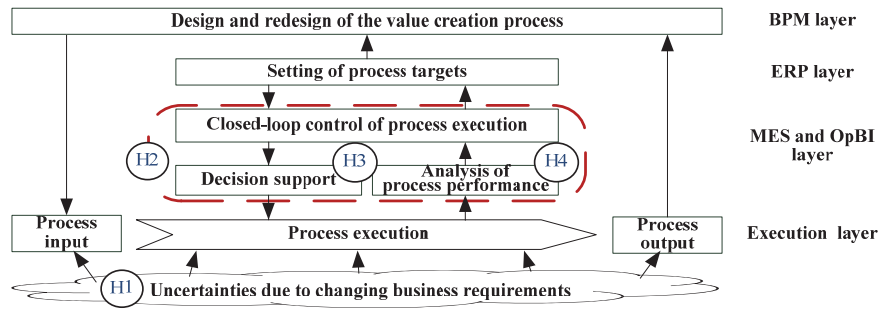 Design and redesign of the value creation process
BPM layer
Setting of process targets
ERP layer
Closed-loop control of process execution
MES and OpBI
layer
H2
H3
H4
Decision support
Analysis of
process performance
Process
input
Process execution
Process
output
Execution layer
H1
Uncertainties due to changing business requirements